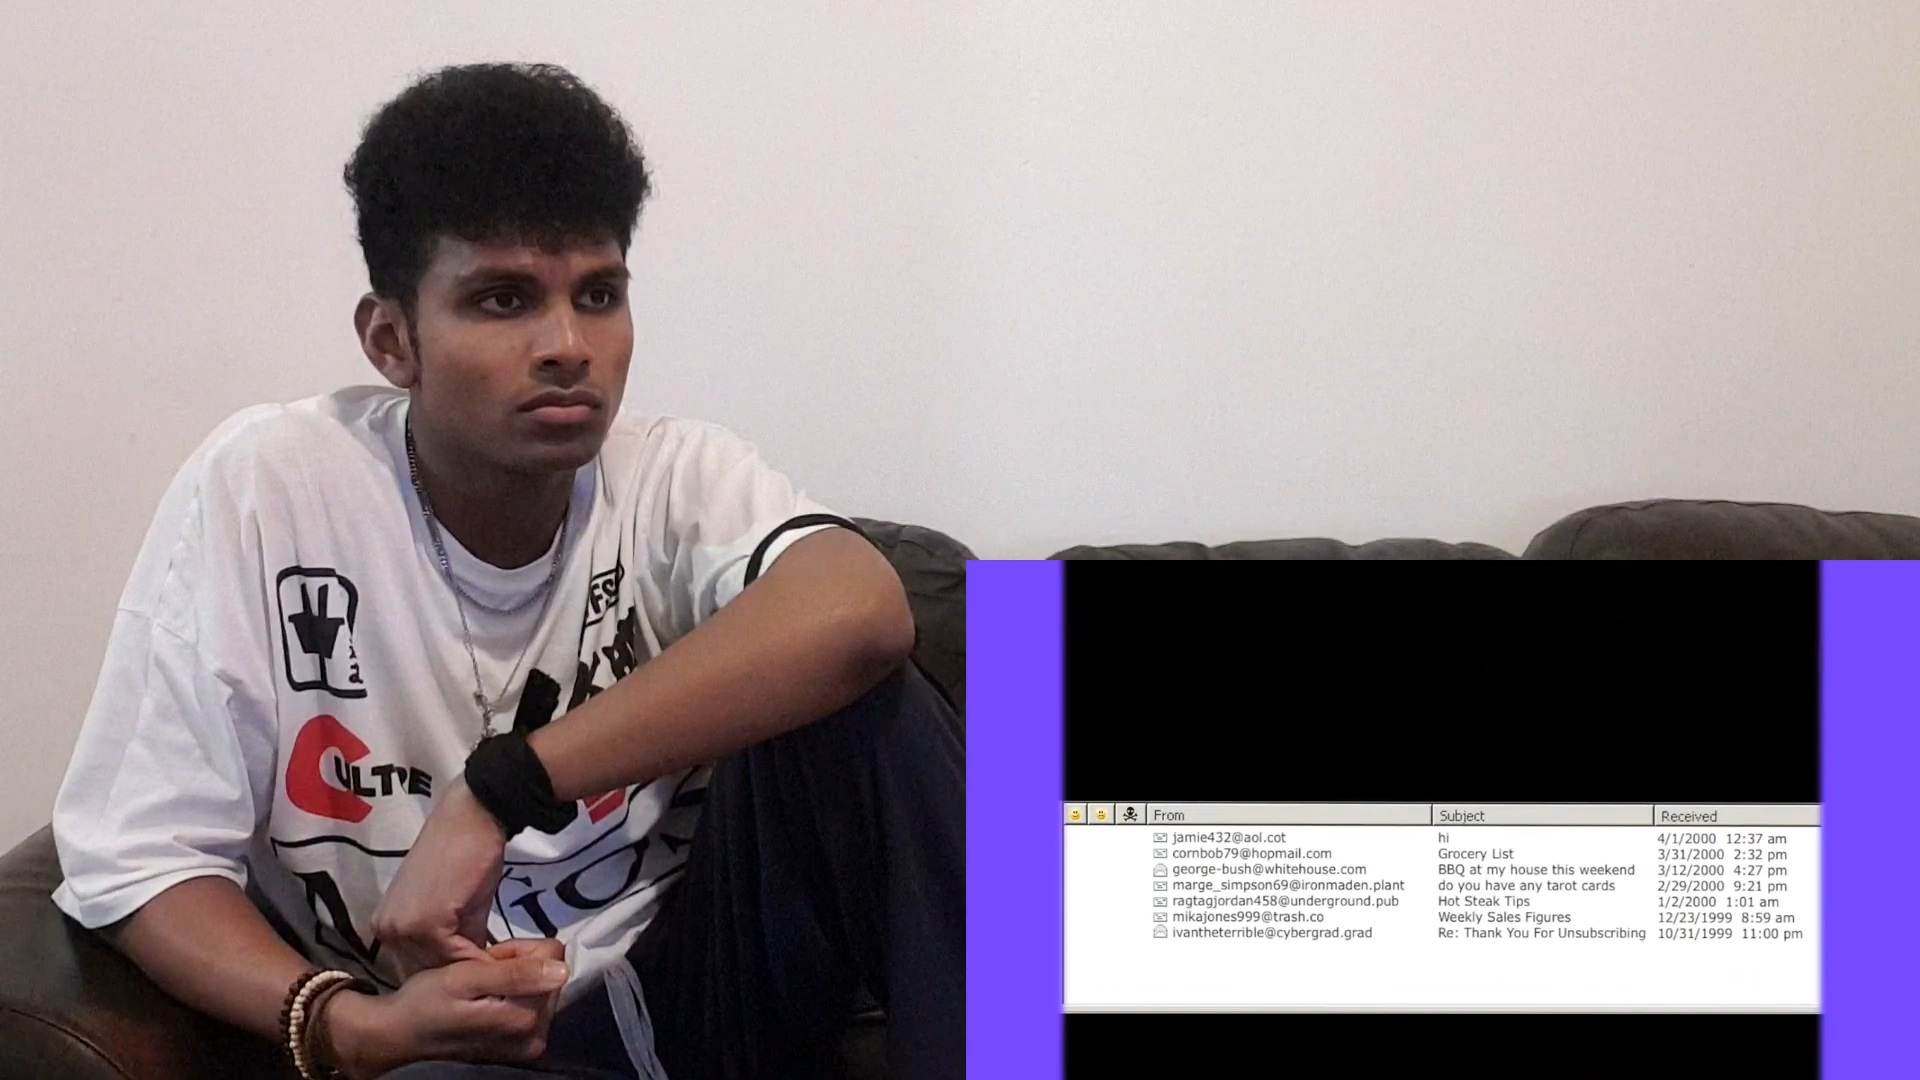 FS
a
CULTRE
From Subject Received
jamie432@aol.cot hi 4/1/2000 12:37 am
cornbob79@hopmail.com Grocery List 3/31/2000 2:32 pm
george-bush@whitehouse.com BBQ at my house this weekend 3/12/2000 4:27 pm
marge_simpson69@ironmaden.plant do you have any tarot cards 2/29/2000 9:21 pm
ragtagjordan458@underground.pub Hot Steak Tips 1/2/2000 1:01 am
mikajones999@trash.co Weekly Sales Figures 12/23/1999 8:59 am
ivantheterrible@cybergrad.grad Re: Thank You For Unsubscribing 10/31/1999 11:00 pm